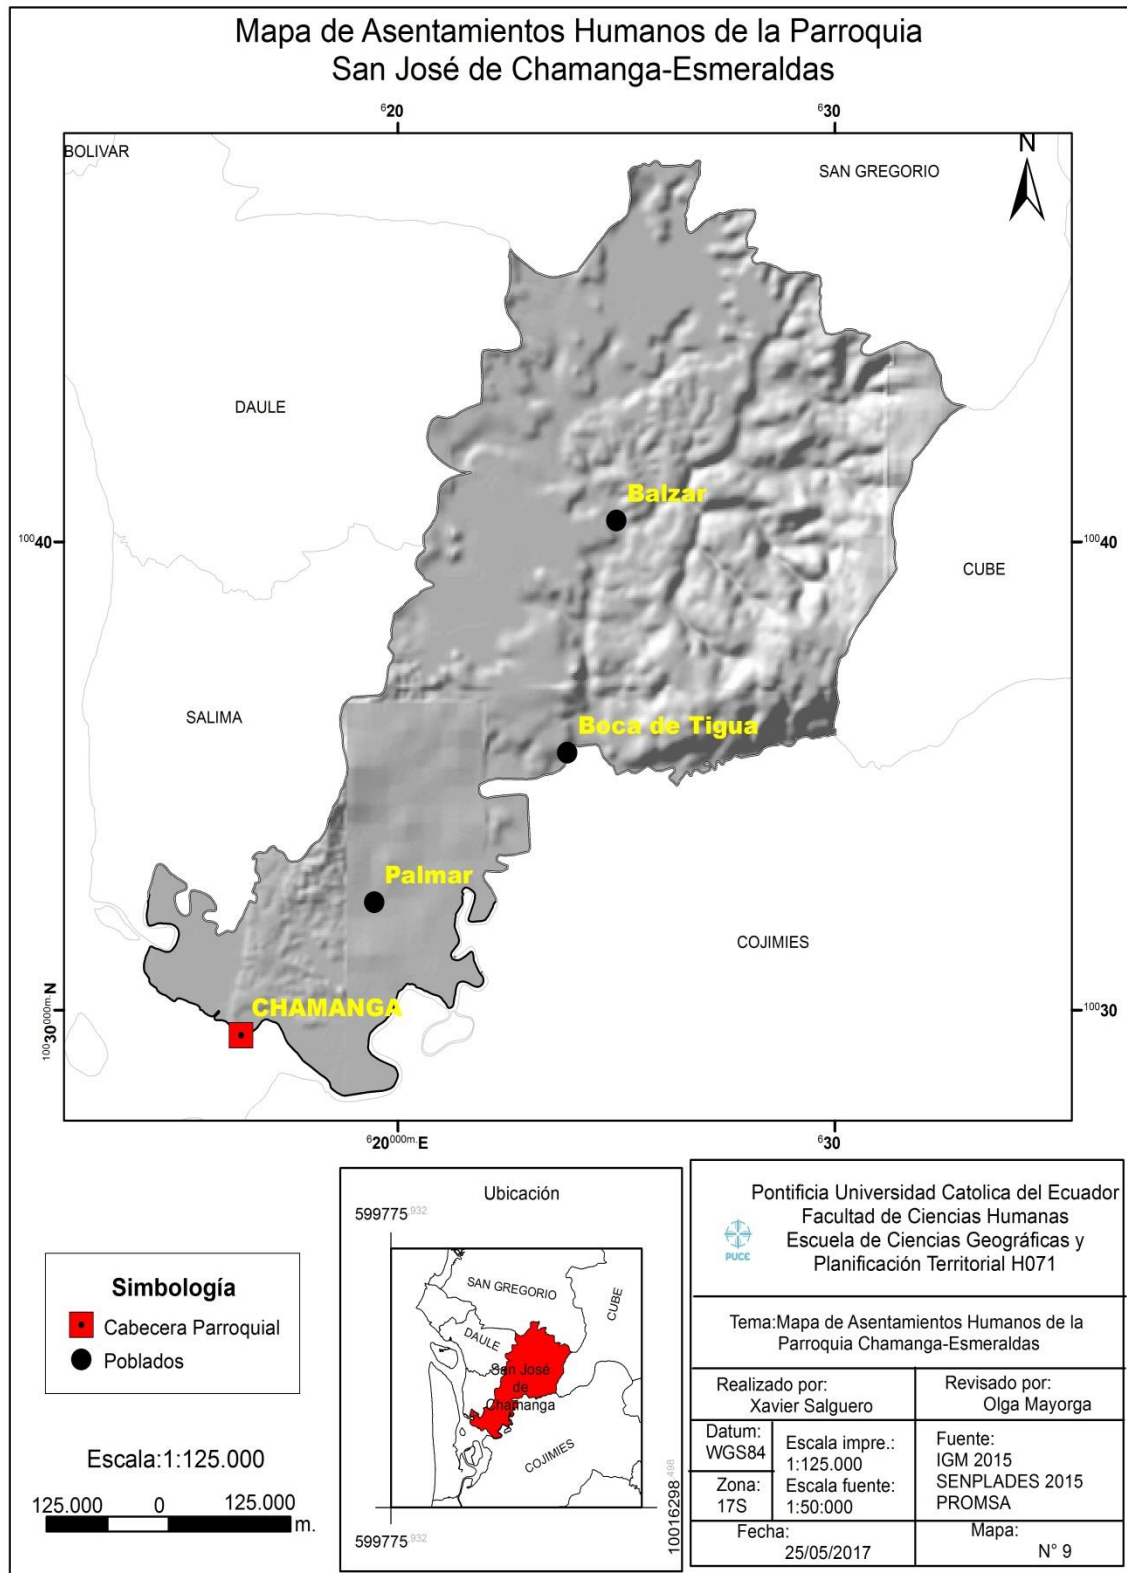 Mapa de Asentamientos Humanos de la Parroquia
San José de Chamanga-Esmeraldas
620
630
N
BOLIVAR
SAN GREGORIO
DAULE
Balzar
10040
10040
CUBE
SALIMA
Boca de Tigua
Palmar
COJIMIES
CHAMANGA
10030000m. N
10030
620000m. E
630
Simbología
Cabecera Parroquial
Poblados
Escala:1:125.000
125.000 0 125.000
m.
Ubicación
599775.932
SAN GREGORIO
CUBE
DAULE
San José
de
Chamanga
COJIMIES
10016298.498
599775.932
PUCE
Pontificia Universidad Catolica del Ecuador
Facultad de Ciencias Humanas
Escuela de Ciencias Geográficas y
Planificación Territorial H071
Tema:Mapa de Asentamientos Humanos de la
Parroquia Chamanga-Esmeraldas
Realizado por:
Xavier Salguero
Revisado por:
Olga Mayorga
Datum:
WGS84
Zona:
17S
Escala impre.:
1:125.000
Escala fuente:
1:50:000
Fuente:
IGM 2015
SENPLADES 2015
PROMSA
Fecha:
25/05/2017
Mapa:
N° 9